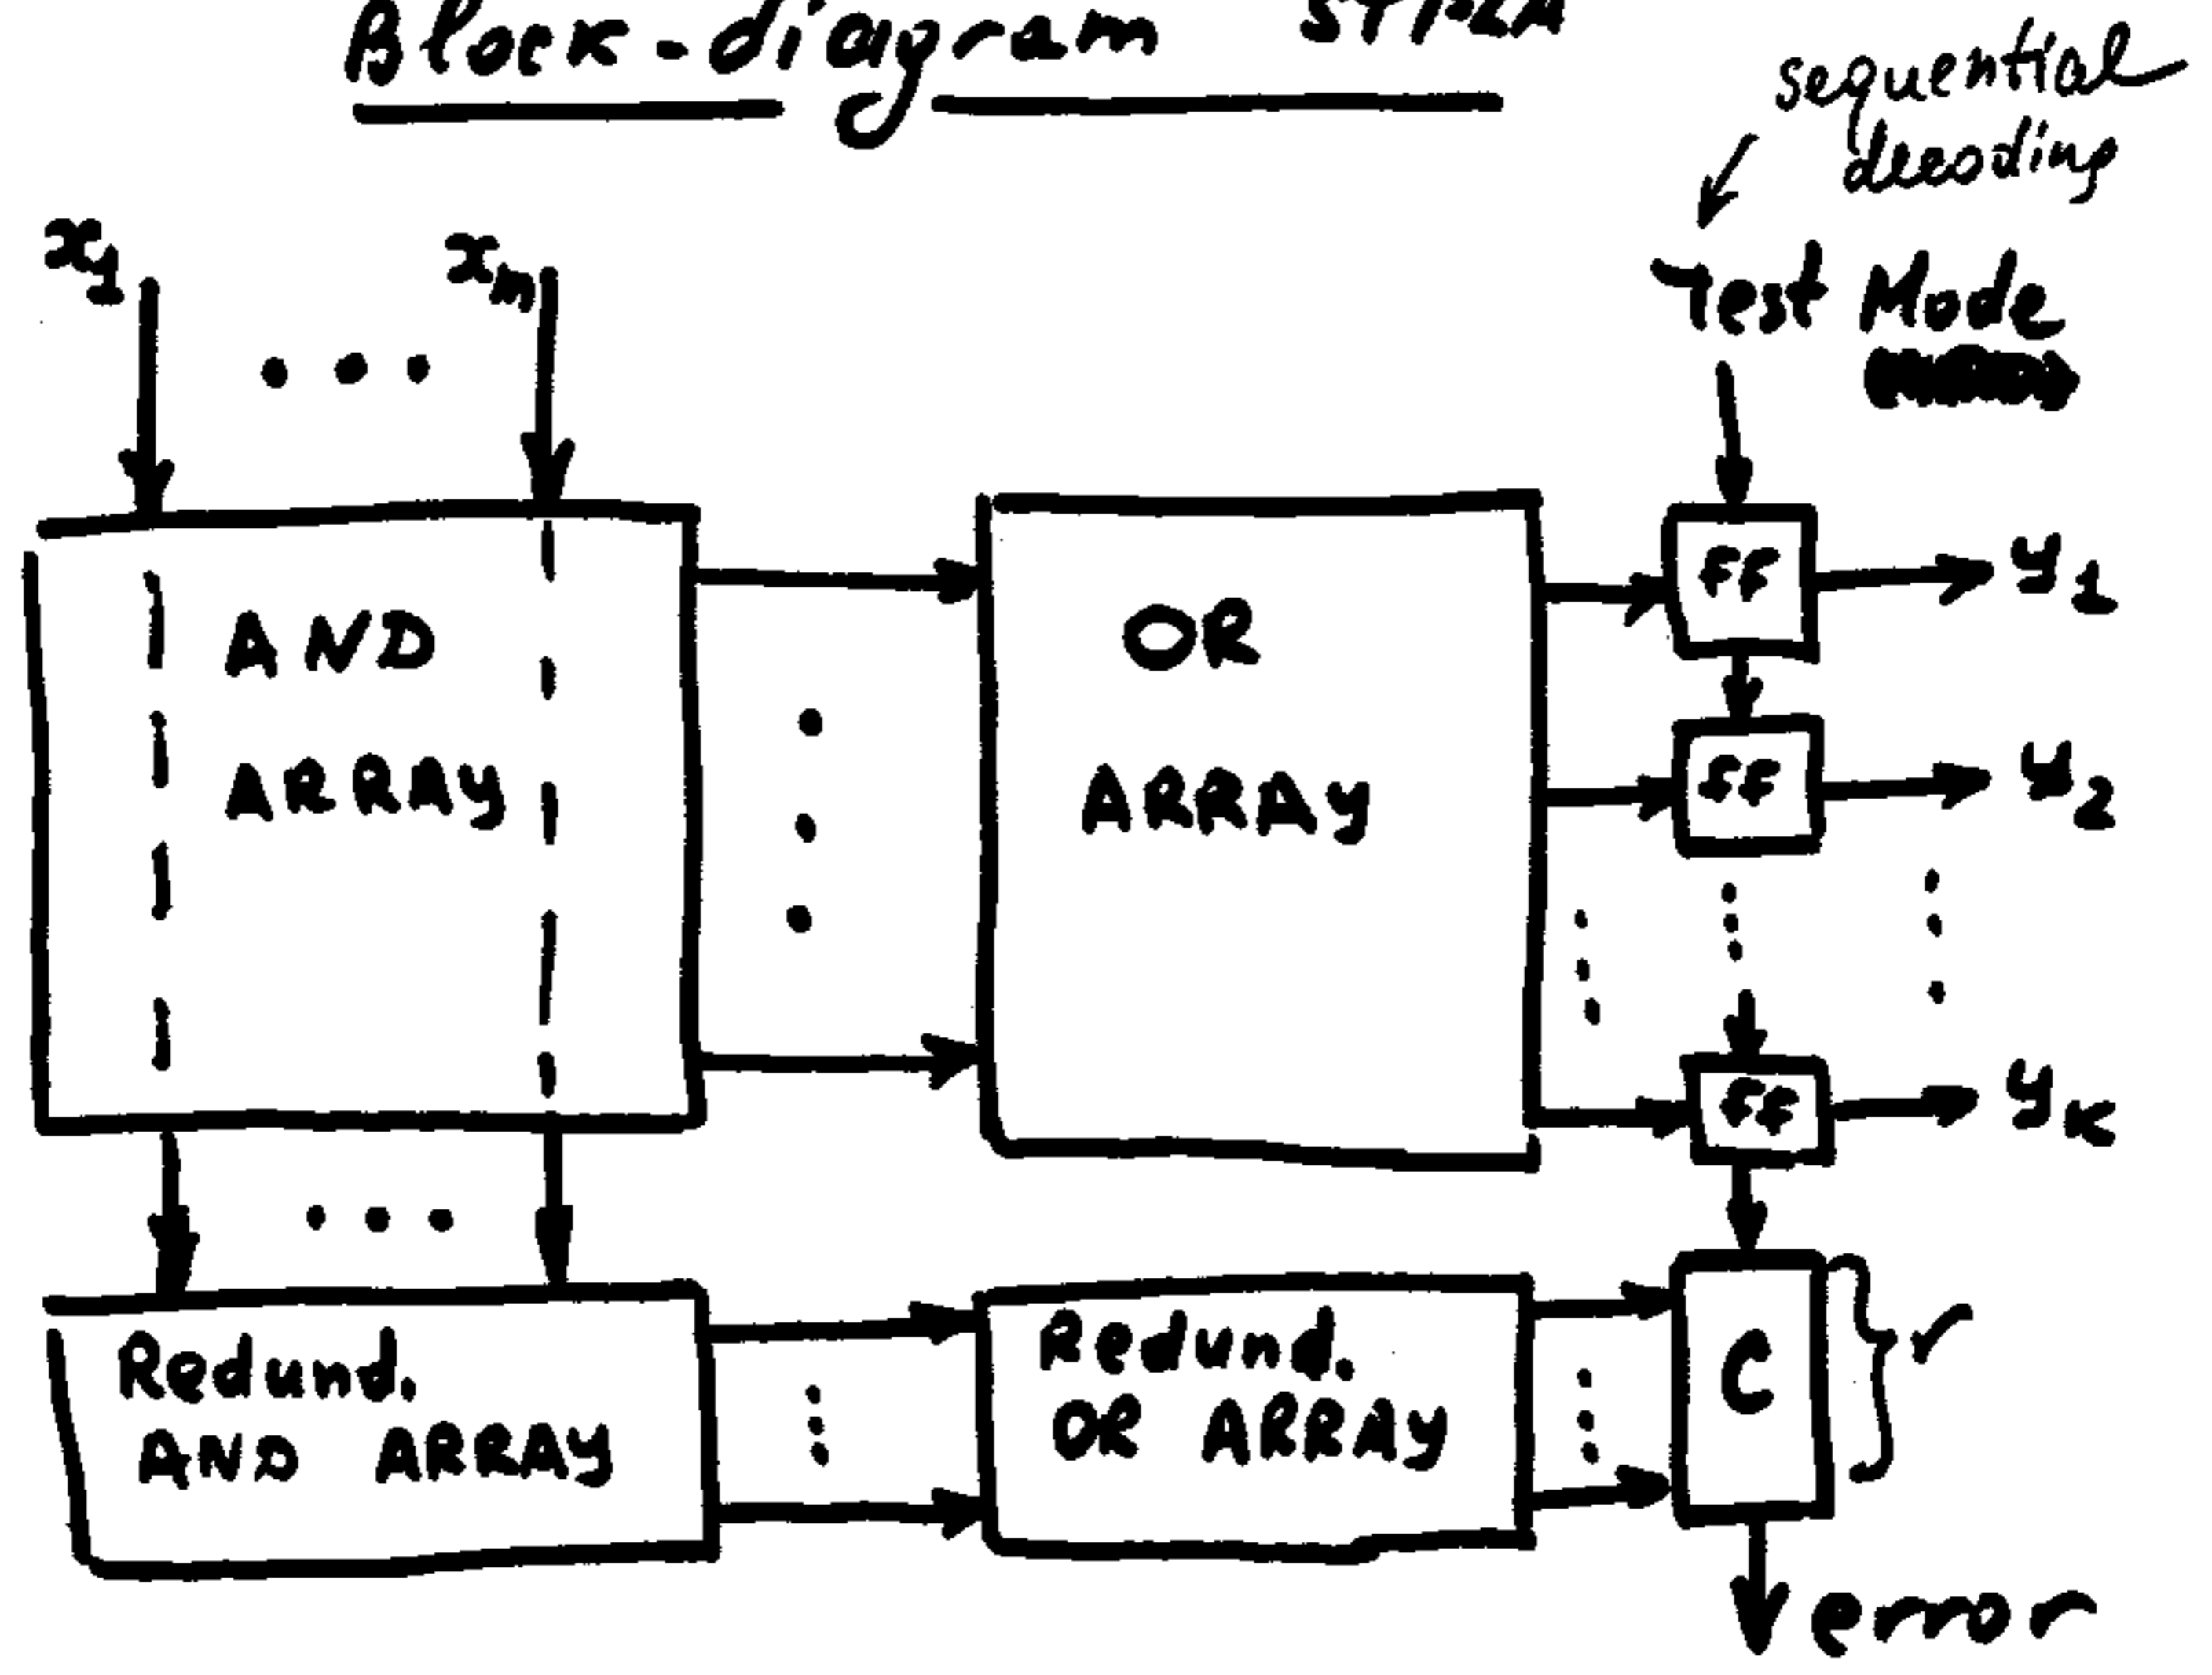 Block-diagram STPLA
sequential
decoding
Test Mode
x1 xm
... 
AND
ARRAY
OR
ARRAY
FF y1
FF y2
FF yk
...
Redund.
AND ARRAY
Redund.
OR ARRAY
C
r
error